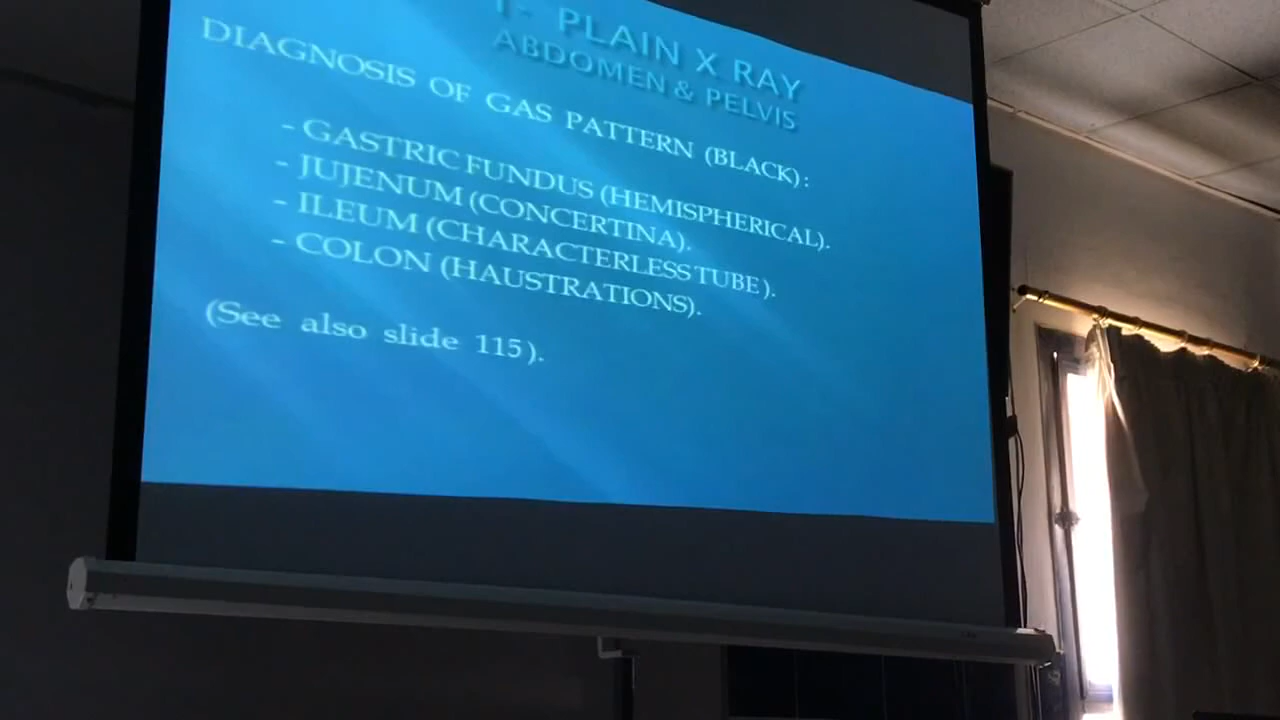 1- PLAIN X RAY
ABDOMEN & PELVIS
DIAGNOSIS OF GAS PATTERN (BLACK) :
- GASTRIC FUNDUS (HEMISPHERICAL).
- JUJENUM (CONCERTINA).
- ILEUM (CHARACTERLESS TUBE).
- COLON (HAUSTRATIONS).
(See also slide 115).